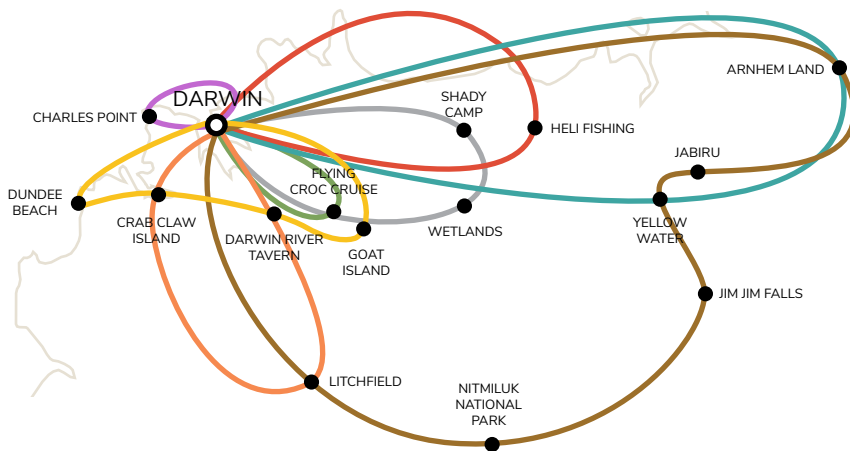 ARNHEM LAND
DARWIN
SHADY
CAMP
CHARLES POINT
HELI FISHING
JABIRU
FLYING
CROC CRUISE
DUNDEE
BEACH
CRAB CLAW
ISLAND
DARWIN RIVER
TAVERN
GOAT
ISLAND
WETLANDS
YELLOW
WATER
JIM JIM FALLS
LITCHFIELD
NITMILUK
NATIONAL
PARK